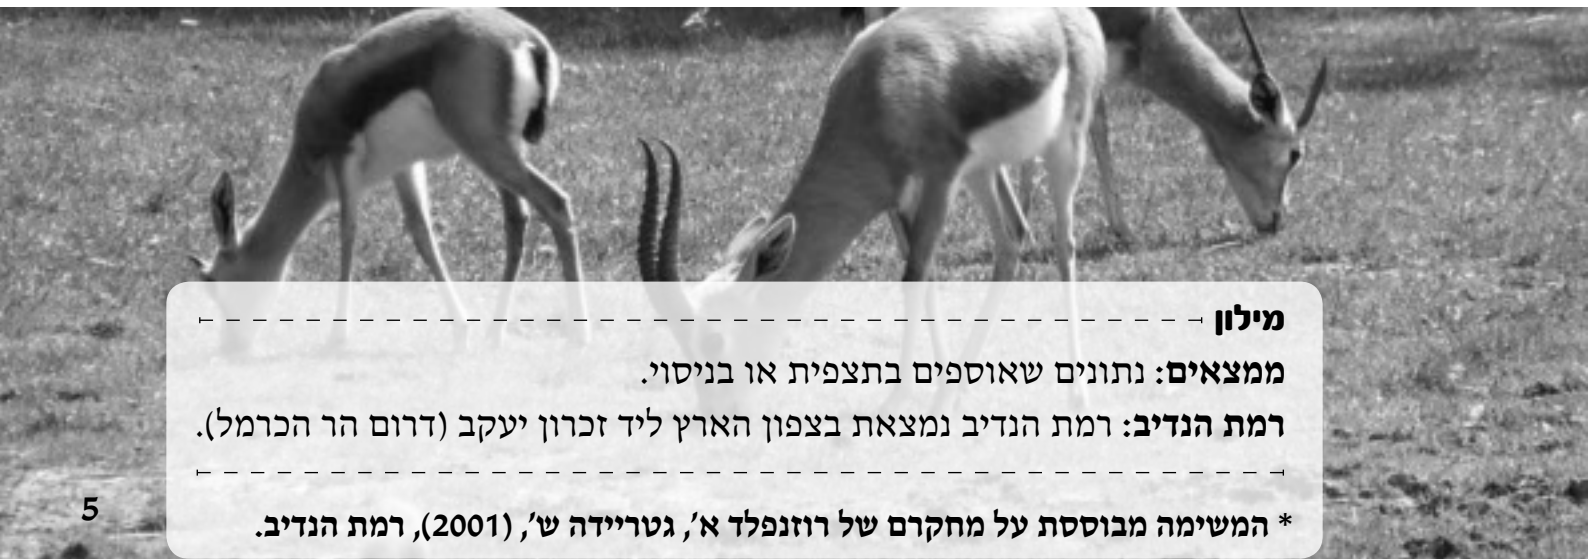 מילון
ממצאים: נתונים שאוספים בתצפית או בניסוי.
רמת הנדיב: רמת הנדיב נמצאת בצפון הארץ ליד זכרון יעקב (דרום הר הכרמל).
* המשימה מבוססת על מחקרם של רוזנפלד א', גטריידה ש', (2001), רמת הנדיב.
5